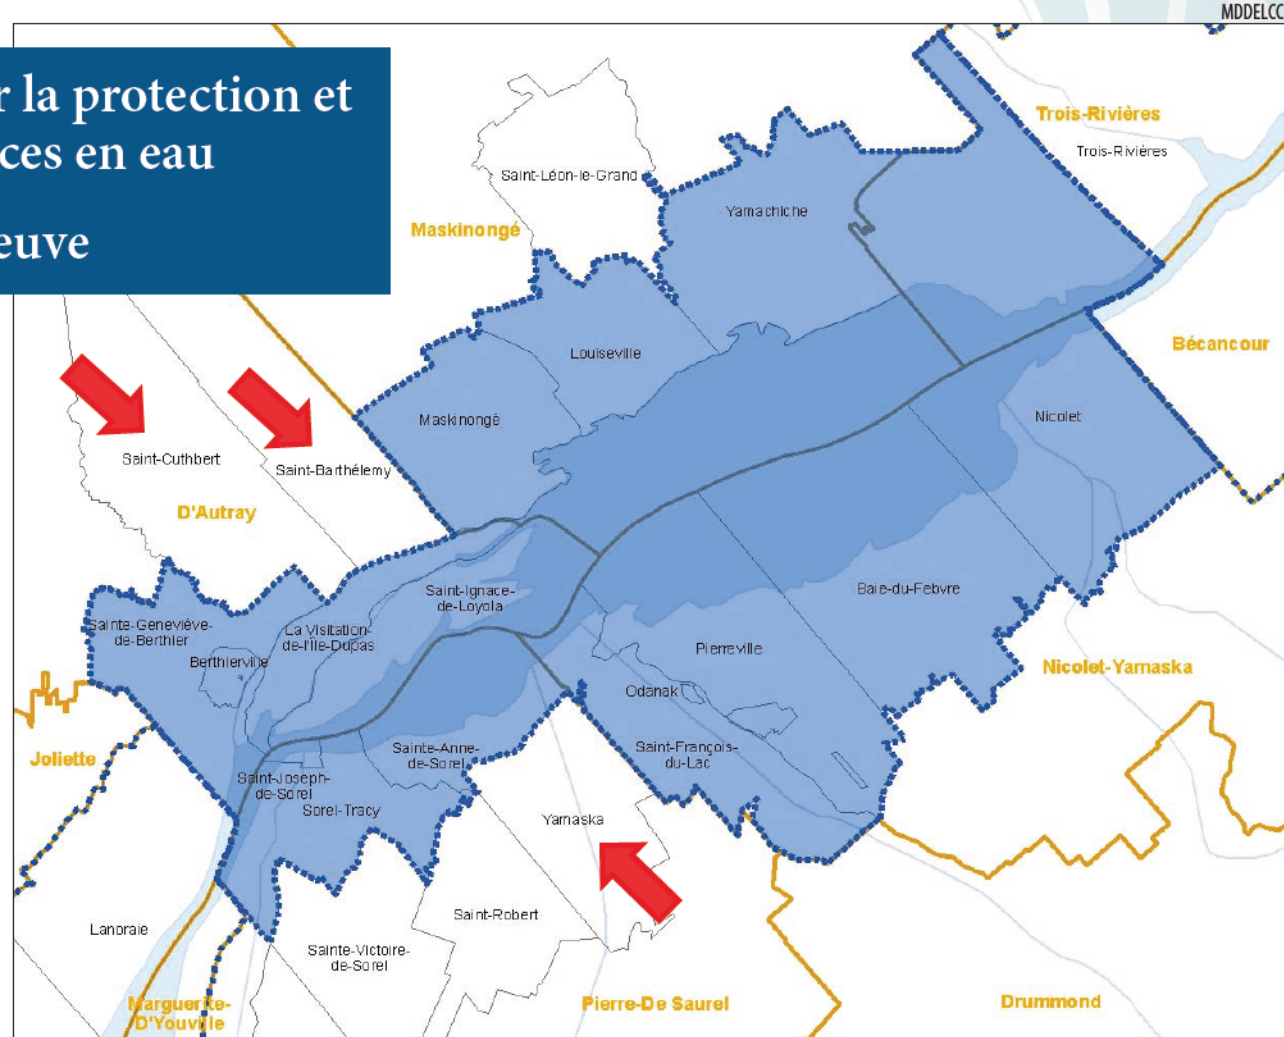 MDDELCC
r la protection et
ces en eau
euve
Trois-Rivières
Trois-Rivières
Saint-Léon-le-Grand
Maskinongé
Yamachiche
Bécancour
Louiseville
Maskinongé
Nicolet
Saint-Cuthbert
Saint-Barthélemy
D'Autray
Saint-Ignace-
de-Loyola
Baie-du-Febvre
Sainte-Geneviève-
de-Berthier
La Visitation-
de-l'Île-Dupas
Berthierville
Pierreville
Nicolet-Yamaska
Odanak
Joliette
Sainte-Anne-
de-Sorel
Saint-François-
du-Lac
Saint-Joseph-
de-Sorel
Sorel-Tracy
Yamaska
Lanoraie
Saint-Robert
Sainte-Victoire-
de-Sorel
Marguerite-
D'Youville
Pierre-De Saurel
Drummond